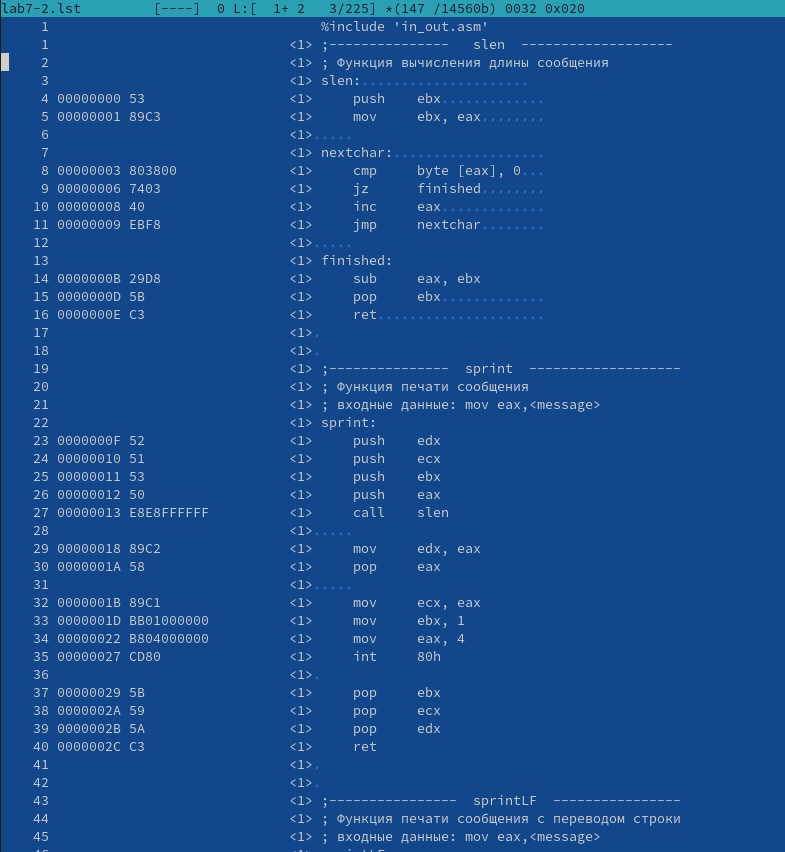 lab7-2.lst [----] 0 L:[ 1+ 2 3/225] *(147 /14560b) 0032 0x020
1 %include 'in_out.asm'
1 <1> ;--------------- slen -------------------
2 <1> ; Функция вычисления длины сообщения
3 <1> slen:.....................
4 00000000 53 <1> push ebx.............
5 00000001 89C3 <1> mov ebx, eax........
6 <1>.....
7 <1> nextchar:...................
8 00000003 803800 <1> cmp byte [eax], 0...
9 00000006 7403 <1> jz finished........
10 00000008 40 <1> inc eax.............
11 00000009 EBF8 <1> jmp nextchar........
12 <1>.....
13 <1> finished:
14 0000000B 29D8 <1> sub eax, ebx
15 0000000D 5B <1> pop ebx.............
16 0000000E C3 <1> ret.....................
17 <1>.
18 <1>.
19 <1> ;--------------- sprint -------------------
20 <1> ; Функция печати сообщения
21 <1> ; входные данные: mov eax,<message>
22 <1> sprint:
23 0000000F 52 <1> push edx
24 00000010 51 <1> push ecx
25 00000011 53 <1> push ebx
26 00000012 50 <1> push eax
27 00000013 E8E8FFFFFF <1> call slen
28 <1>.....
29 00000018 89C2 <1> mov edx, eax
30 0000001A 58 <1> pop eax
31 <1>.....
32 0000001B 89C1 <1> mov ecx, eax
33 0000001D BB01000000 <1> mov ebx, 1
34 00000022 B804000000 <1> mov eax, 4
35 00000027 CD80 <1> int 80h
36 <1>.
37 00000029 5B <1> pop ebx
38 0000002A 59 <1> pop ecx
39 0000002B 5A <1> pop edx
40 0000002C C3 <1> ret
41 <1>.
42 <1>.
43 <1> ;---------------- sprintLF ----------------
44 <1> ; Функция печати сообщения с переводом строки
45 <1> ; входные данные: mov eax,<message>